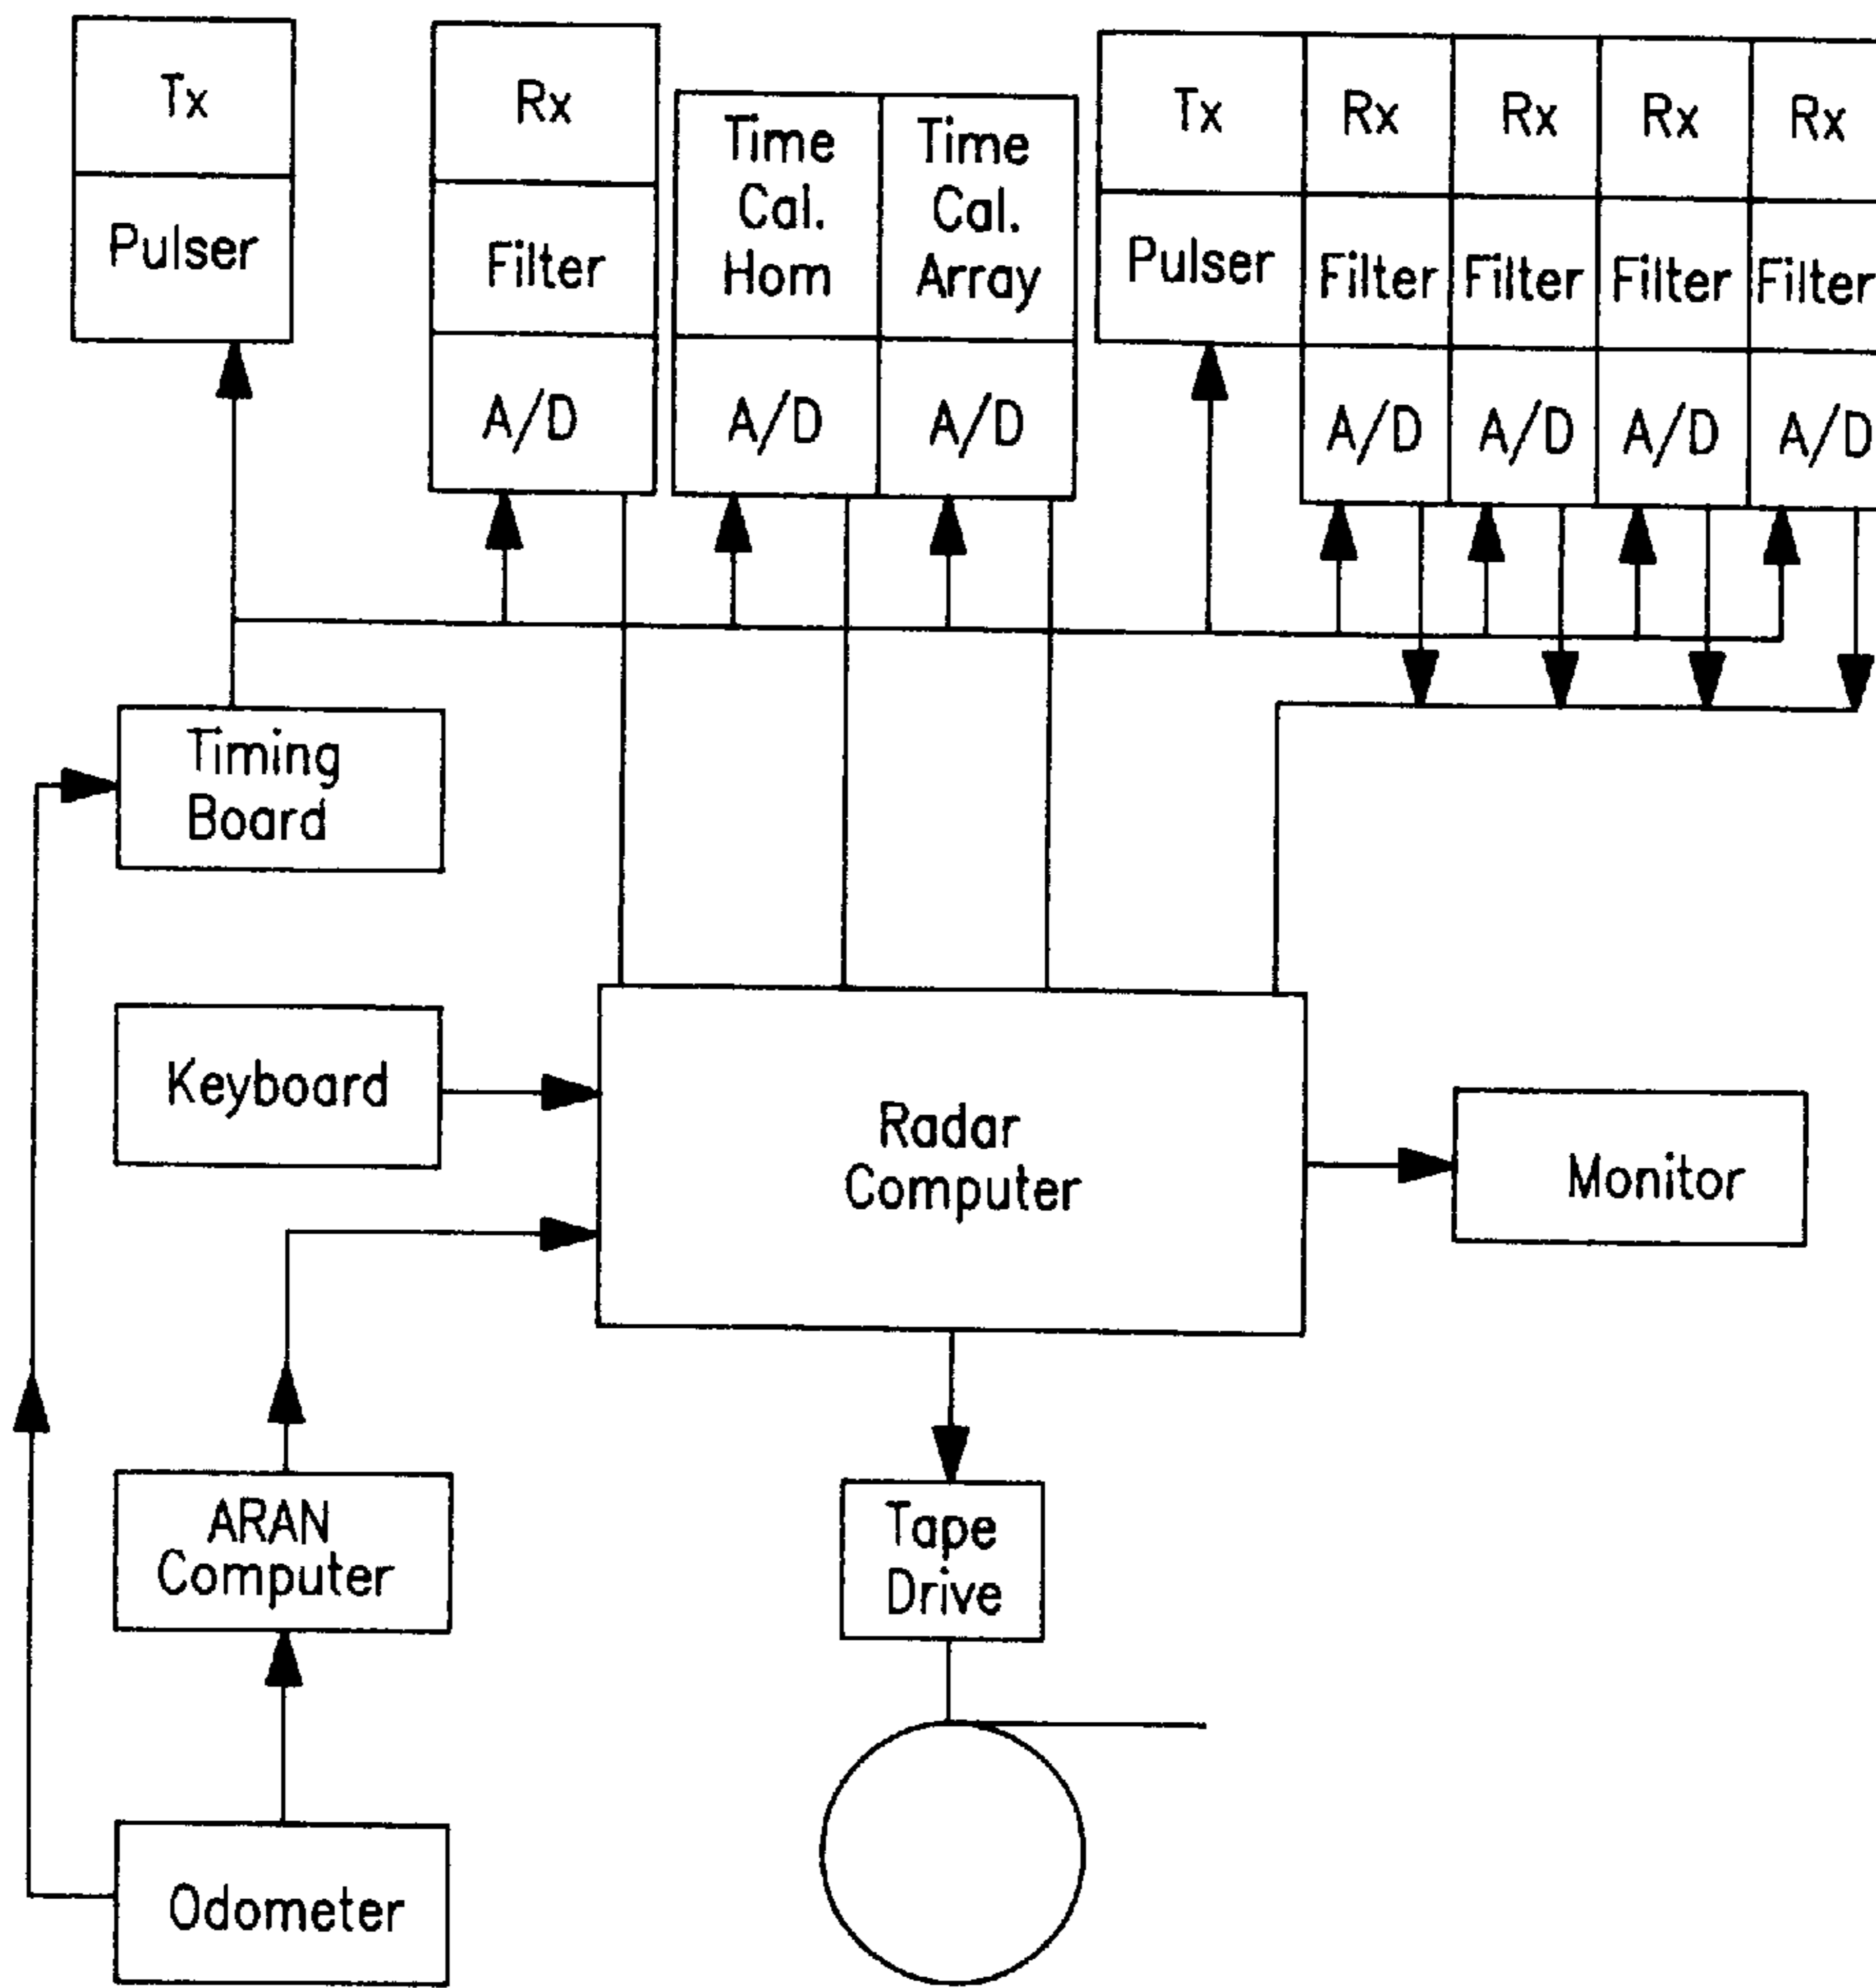 Tx
Pulser
Rx
Filter
A/D
Time
Cal.
Hom
A/D
Time
Cal.
Array
A/D
Tx
Pulser
Rx
Filter
A/D
Rx
Filter
A/D
Rx
Filter
A/D
Rx
Filter
A/D
Timing
Board
Keyboard
Radar
Computer
Monitor
ARAN
Computer
Tape
Drive
Odometer